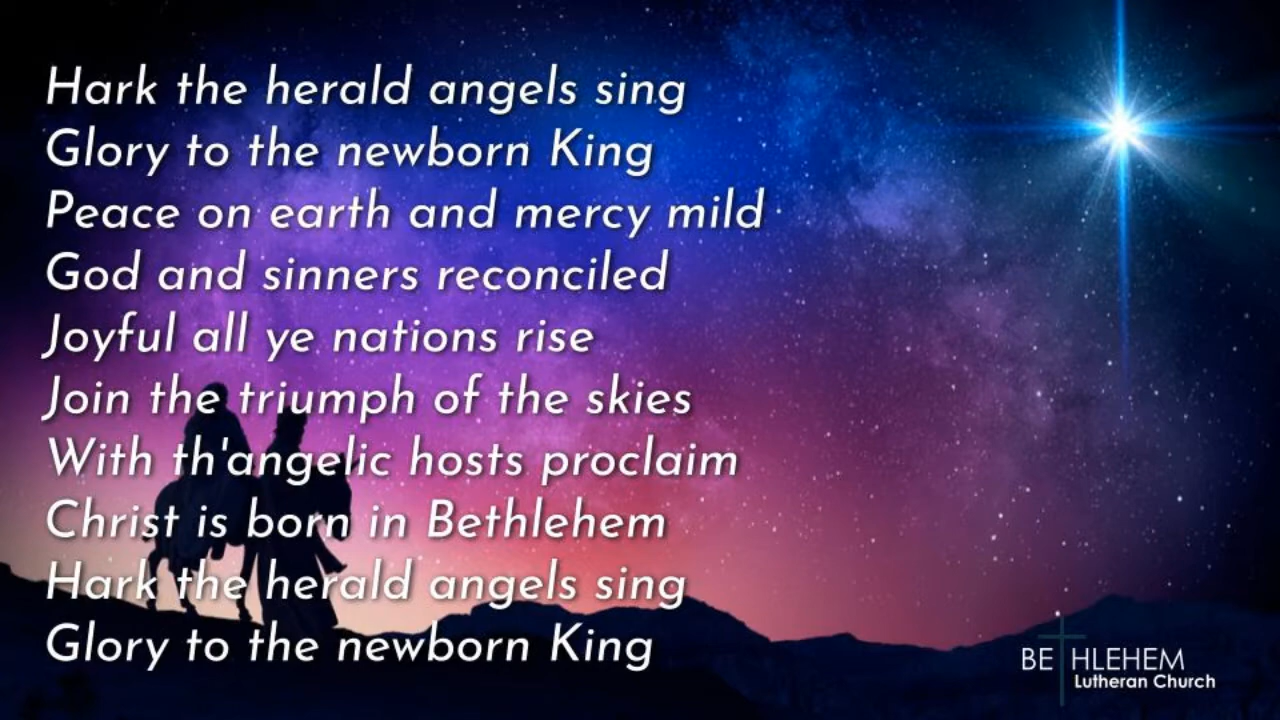 Hark the herald angels sing
Glory to the newborn King
Peace on earth and mercy mild
God and sinners reconciled
Joyful all ye nations rise
Join the triumph of the skies
With th'angelic hosts proclaim
Christ is born in Bethlehem
Hark the herald angels sing
Glory to the newborn King
BETHLEHEM
Lutheran Church